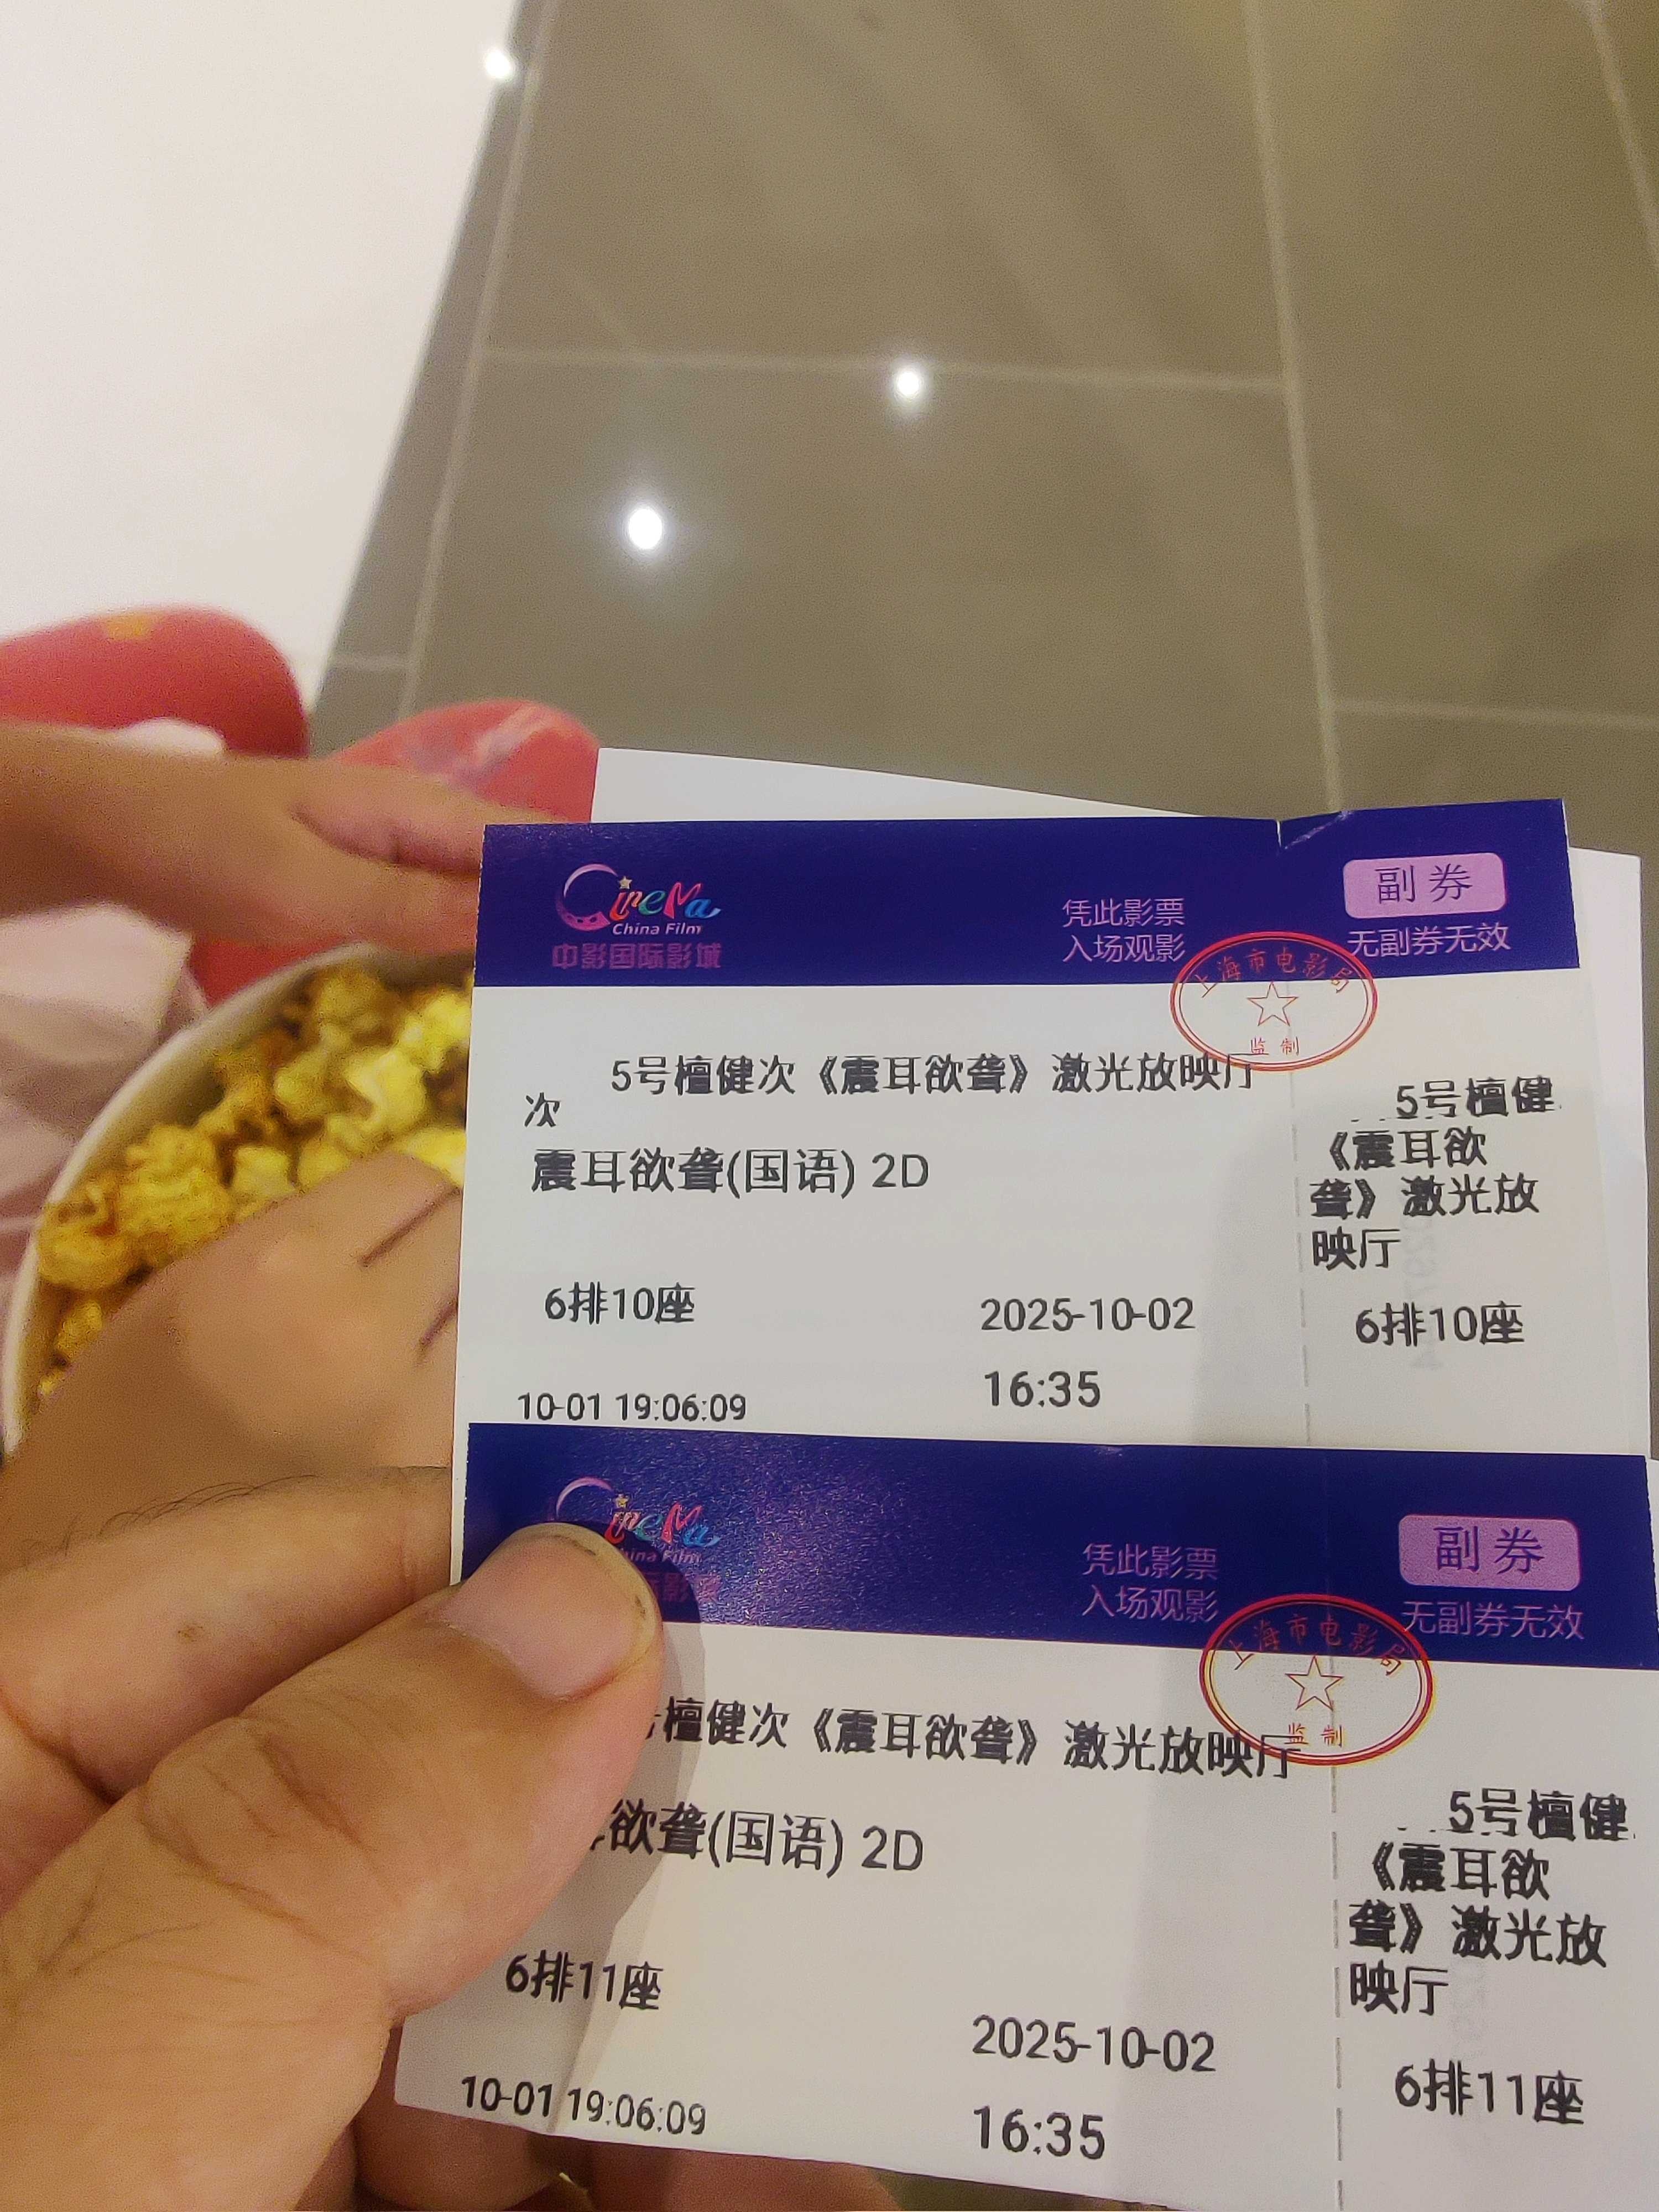 CineMa
China Film
中影国际影城
凭此影票
入场观影
副券
无副券无效
上海市电影局
监制
5号檀健次《震耳欲聋》激光放映厅
次
震耳欲聋(国语) 2D
6排10座
2025-10-02
16:35
10-01 19:06:09
5号檀健
《震耳欲
聋》激光放
映厅
6排10座
CineMa
China Film
凭此影票
入场观影
副券
无副券无效
上海市电影局
监制
号檀健次《震耳欲聋》激光放映厅
欲聋(国语) 2D
6排11座
2025-10-02
16:35
10-01 19:06:09
5号檀健
《震耳欲
聋》激光放
映厅
6排11座